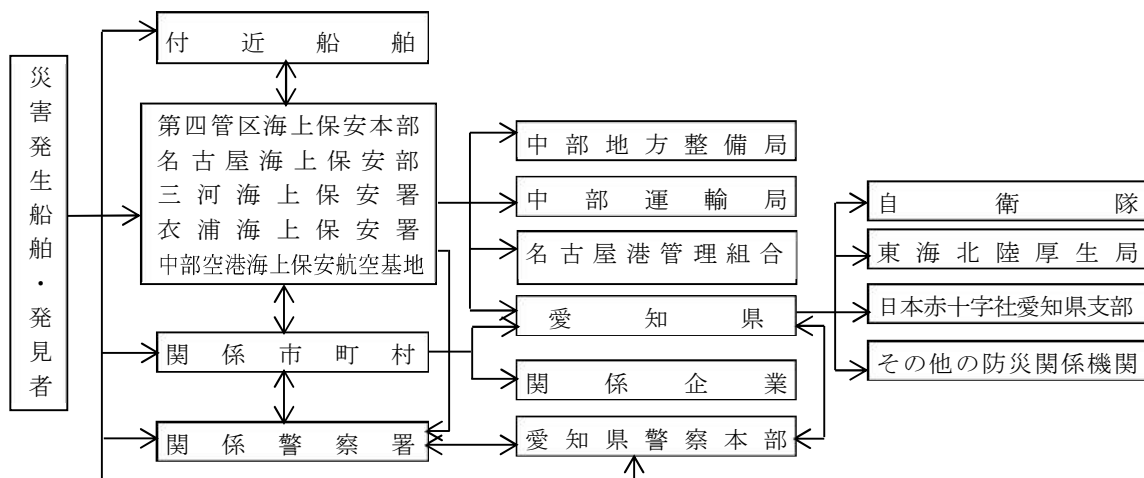 災害発生船舶・発見者
付近船舶
第四管区海上保安本部
名古屋海上保安部
三河海上保安署
衣浦海上保安署
中部空港海上保安航空基地
関係市町村
関係警察署
中部地方整備局
中部運輸局
名古屋港管理組合
愛知県
関係企業
愛知県警察本部
自衛隊
東海北陸厚生局
日本赤十字社愛知県支部
その他の防災関係機関